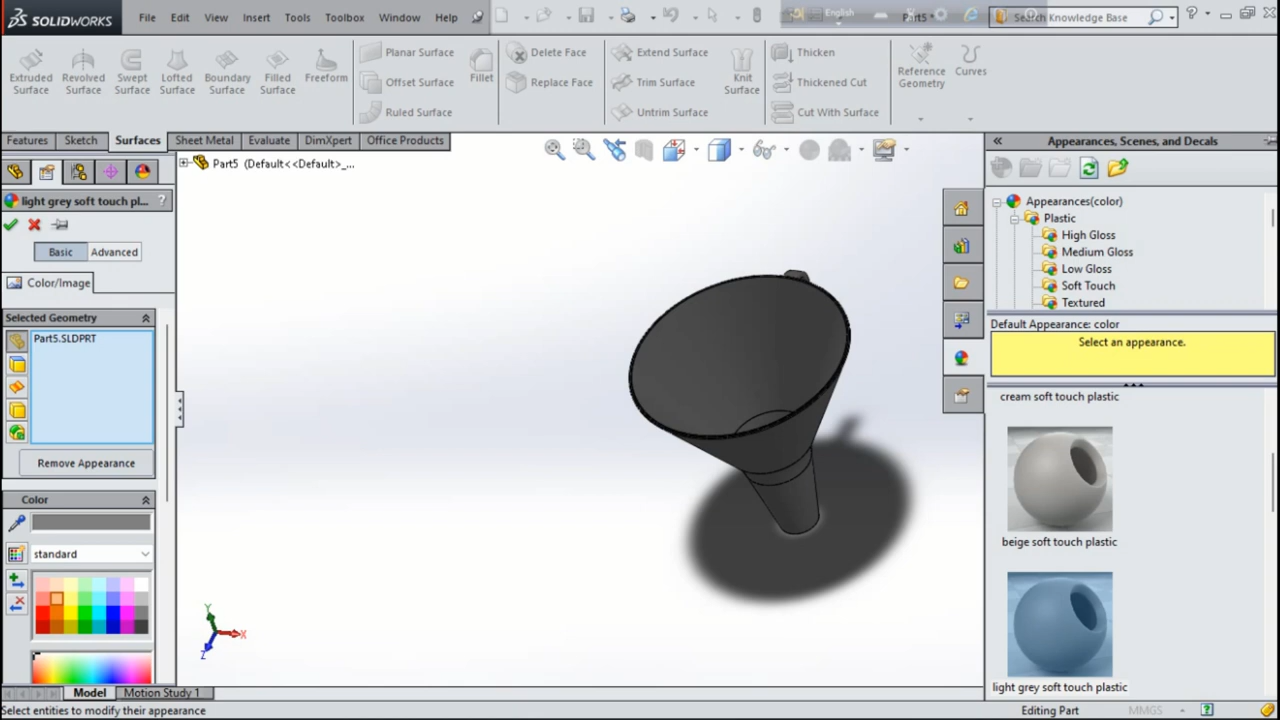 SOLIDWORKS File Edit View Insert Tools Toolbox Window Help English Part5 * Search Knowledge Base
Extruded Surface
Revolved Surface
Swept Surface
Lofted Surface
Boundary Surface
Filled Surface
Freeform
Planar Surface
Offset Surface
Ruled Surface
Fillet
Delete Face
Replace Face
Extend Surface
Trim Surface
Untrim Surface
Knit Surface
Thicken
Thickened Cut
Cut With Surface
Reference Geometry
Curves
Features Sketch Surfaces Sheet Metal Evaluate DimXpert Office Products
Part5 (Default<<Default>_...
light grey soft touch pl... ?
Basic Advanced
Color/Image
Selected Geometry
Part5.SLDPRT
Remove Appearance
Color
standard
Y
X
Z
Appearances, Scenes, and Decals
Appearances(color)
Plastic
High Gloss
Medium Gloss
Low Gloss
Soft Touch
Textured
Default Appearance: color
Select an appearance.
cream soft touch plastic
beige soft touch plastic
light grey soft touch plastic
Model Motion Study 1
Select entities to modify their appearance
Editing Part MMGS ?